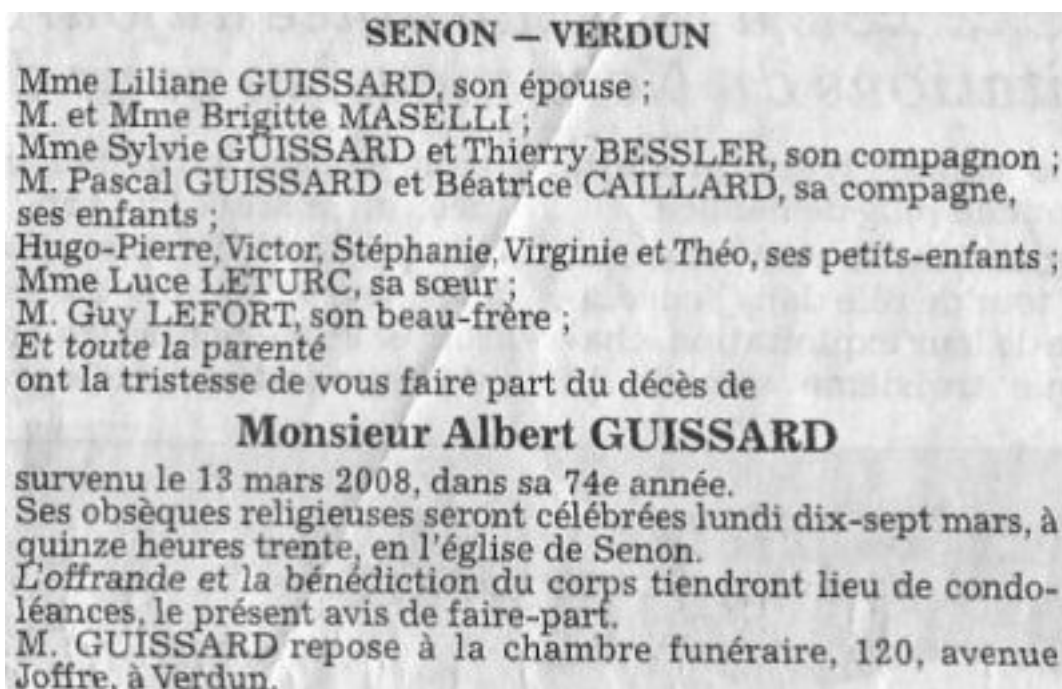 SENON – VERDUN
Mme Liliane GUISSARD, son épouse ;
M. et Mme Brigitte MASELLI ;
Mme Sylvie GUISSARD et Thierry BESSLER, son compagnon ;
M. Pascal GUISSARD et Béatrice CAILLARD, sa compagne,
ses enfants ;
Hugo-Pierre, Victor, Stéphanie, Virginie et Théo, ses petits-enfants ;
Mme Luce LETURC, sa sœur ;
M. Guy LEFORT, son beau-frère ;
Et toute la parenté
ont la tristesse de vous faire part du décès de
Monsieur Albert GUISSARD
survenu le 13 mars 2008, dans sa 74e année.
Ses obsèques religieuses seront célébrées lundi dix-sept mars, à
quinze heures trente, en l'église de Senon.
L'offrande et la bénédiction du corps tiendront lieu de condo-
léances, le présent avis de faire-part.
M. GUISSARD repose à la chambre funéraire, 120, avenue
Joffre, à Verdun.